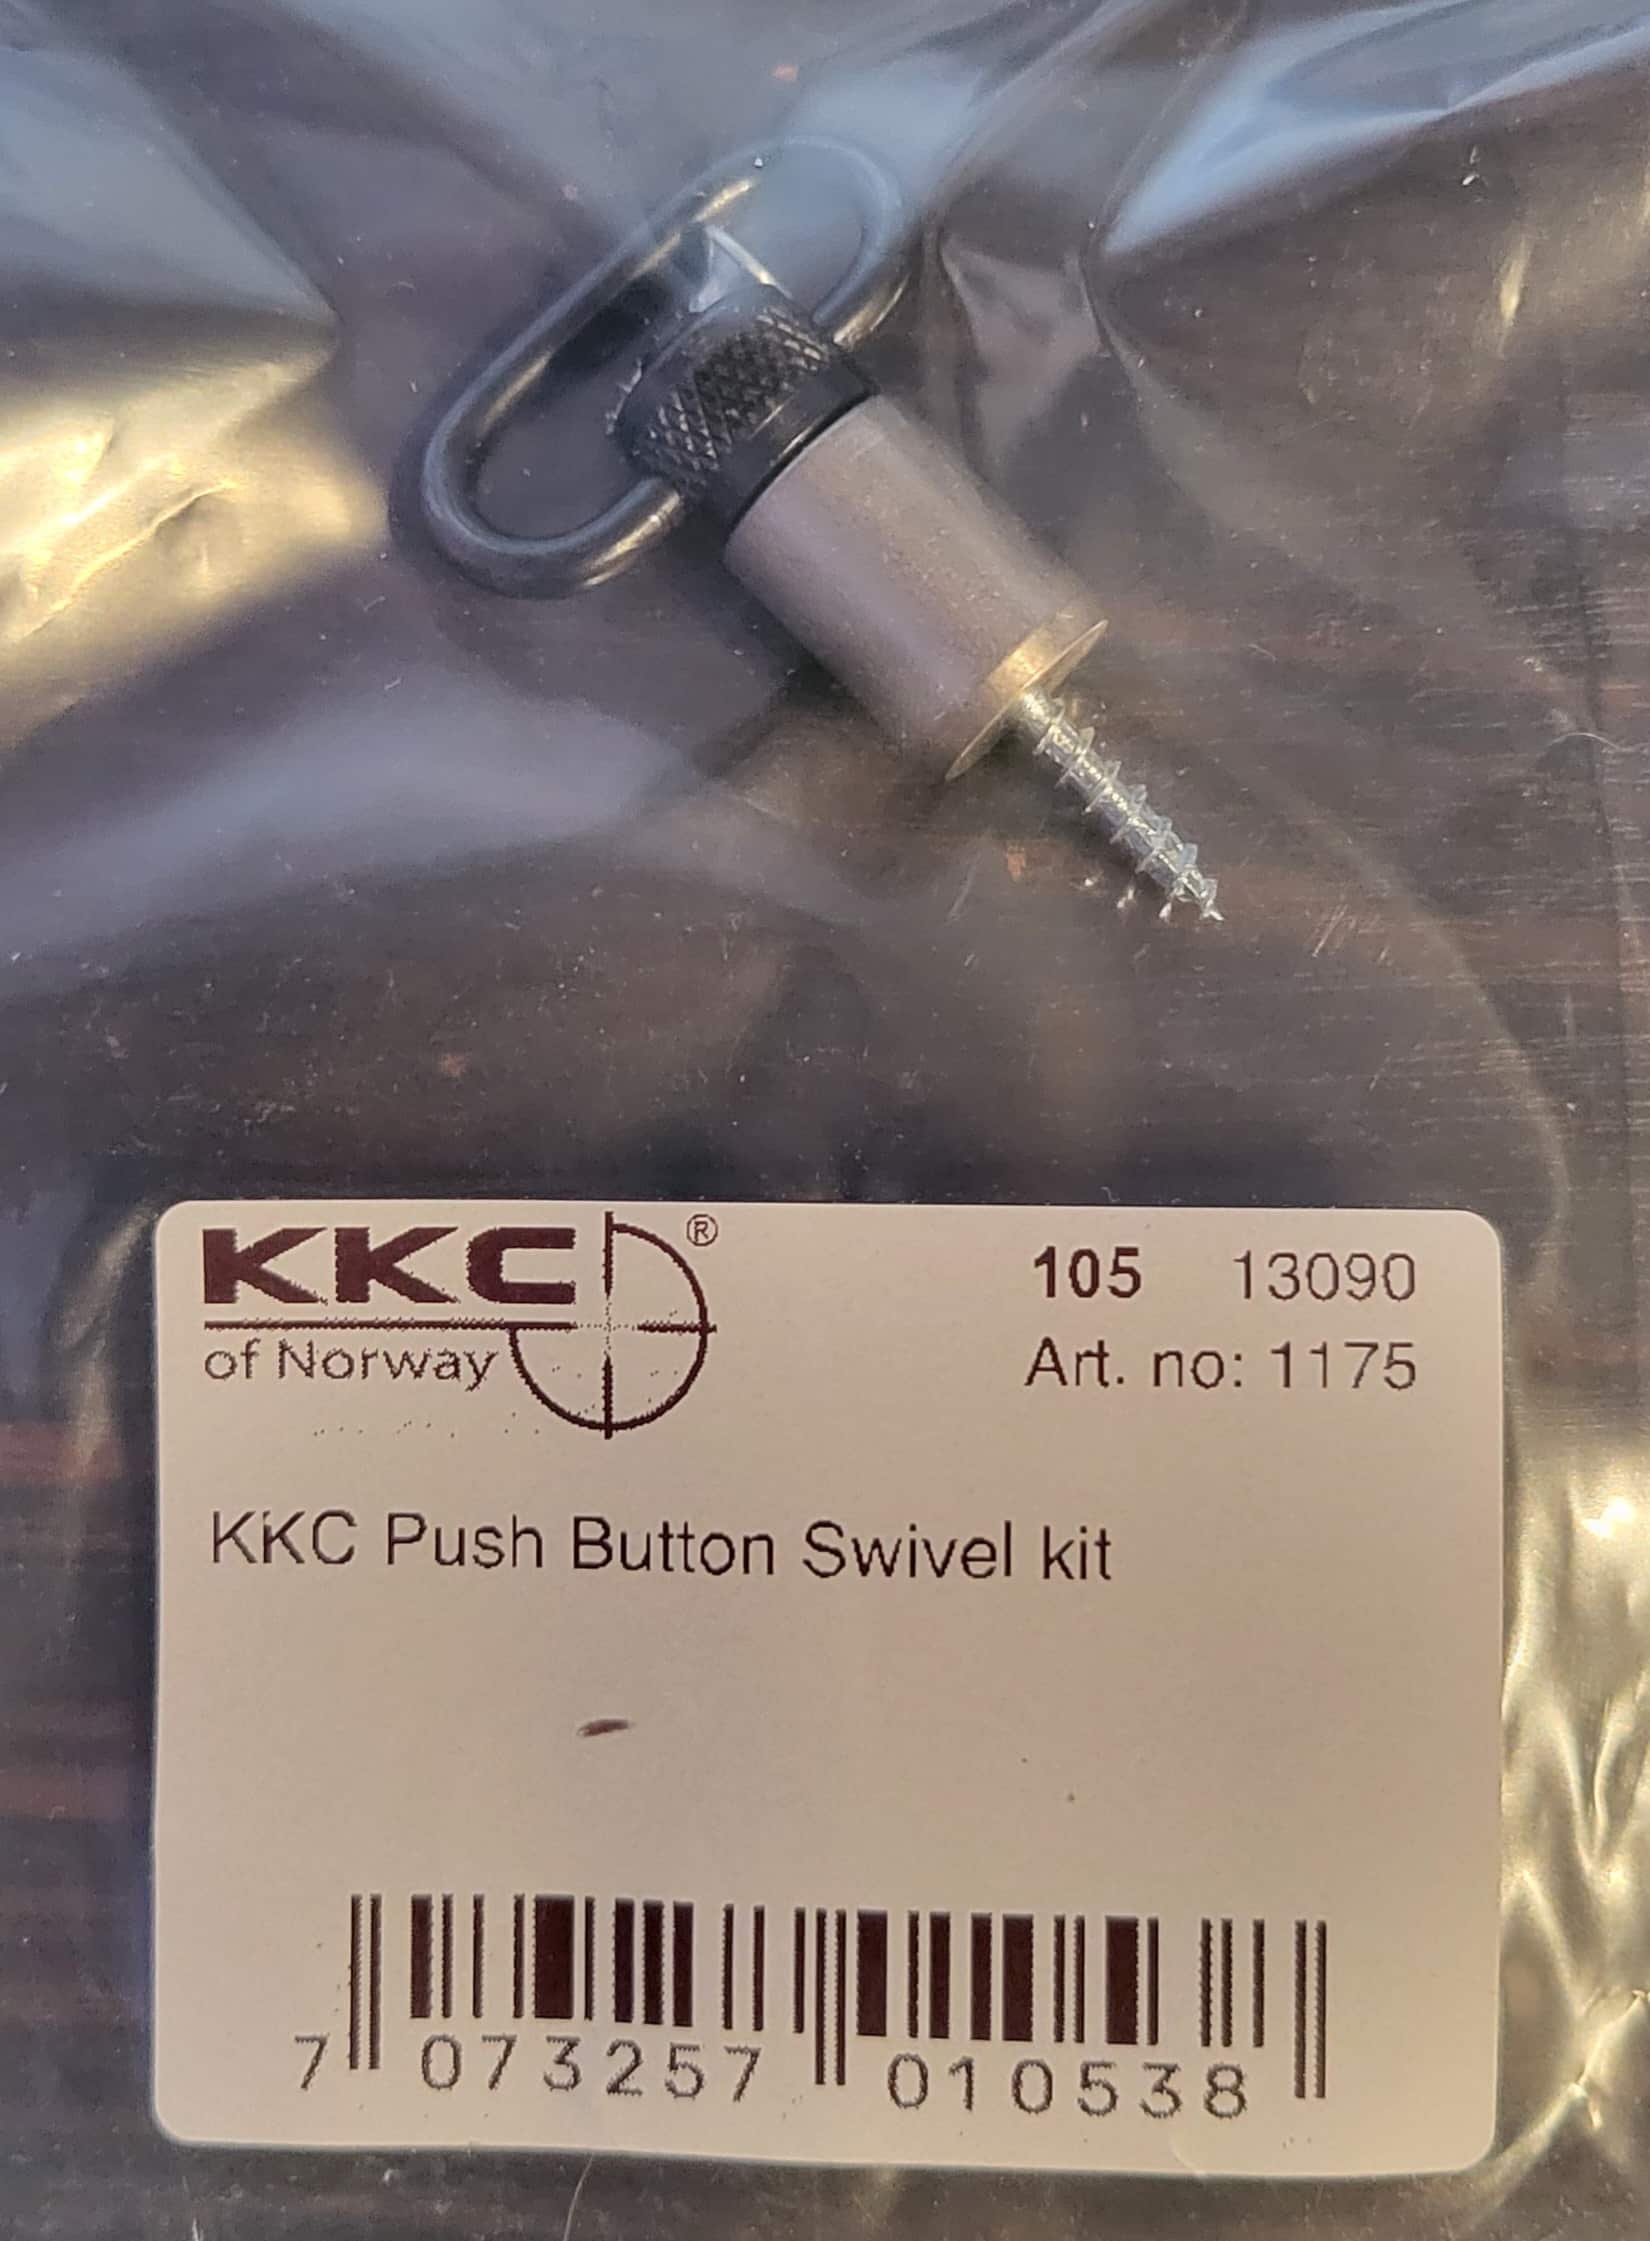 KKC ®
of Norway
105 13090
Art. no: 1175
KKC Push Button Swivel kit
7 073257 010538